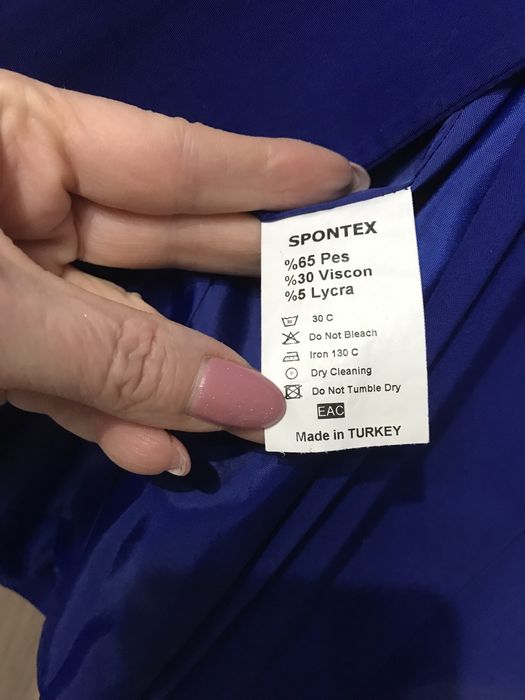 SPONTEX
%65 Pes
%30 Viscon
%5 Lycra
30 C
Do Not Bleach
Iron 130 C
Dry Cleaning
Do Not Tumble Dry
EAC
Made in TURKEY